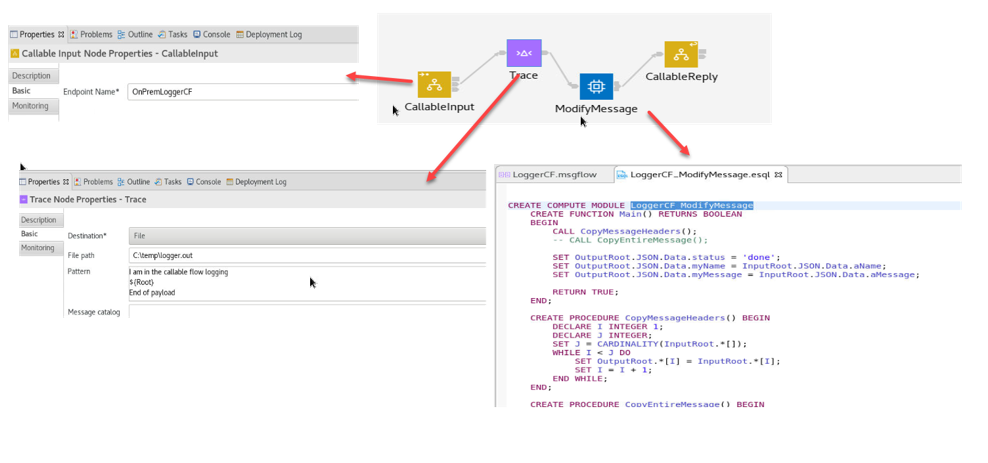 Properties Problems Outline Tasks Console Deployment Log
Callable Input Node Properties - CallableInput
Description
Basic
Monitoring
Endpoint Name*
OnPremLoggerCF
CallableInput
Trace
ModifyMessage
CallableReply
Properties Problems Outline Tasks Console Deployment Log
Trace Node Properties - Trace
Description
Basic
Monitoring
Destination*
File
File path
C:\temp\logger.out
Pattern
I am in the callable flow logging
${Root}
End of payload
Message catalog
LoggerCF.msgflow
LoggerCF_ModifyMessage.esql
CREATE COMPUTE MODULE LoggerCF_ModifyMessage
CREATE FUNCTION Main() RETURNS BOOLEAN
BEGIN
CALL CopyMessageHeaders();
-- CALL CopyEntireMessage();
SET OutputRoot.JSON.Data.status = 'done';
SET OutputRoot.JSON.Data.myName = InputRoot.JSON.Data.aName;
SET OutputRoot.JSON.Data.myMessage = InputRoot.JSON.Data.aMessage;
RETURN TRUE;
END;
CREATE PROCEDURE CopyMessageHeaders() BEGIN
DECLARE I INTEGER 1;
DECLARE J INTEGER;
SET J = CARDINALITY(InputRoot.*[]);
WHILE I < J DO
SET OutputRoot.*[I] = InputRoot.*[I];
SET I = I + 1;
END WHILE;
END;
CREATE PROCEDURE CopyEntireMessage() BEGIN